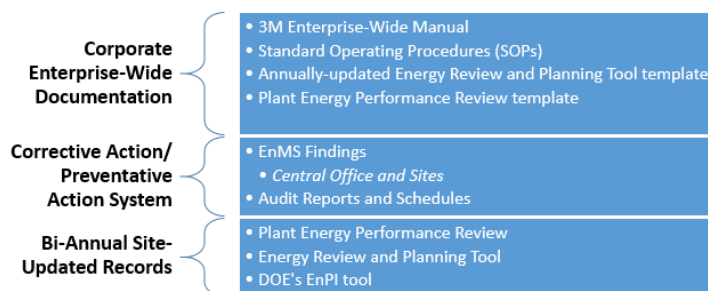 Corporate
Enterprise-Wide
Documentation
• 3M Enterprise-Wide Manual
• Standard Operating Procedures (SOPs)
• Annually-updated Energy Review and Planning Tool template
• Plant Energy Performance Review template
Corrective Action/
Preventative
Action System
• EnMS Findings
• Central Office and Sites
• Audit Reports and Schedules
Bi-Annual Site-
Updated Records
• Plant Energy Performance Review
• Energy Review and Planning Tool
• DOE's EnPI tool